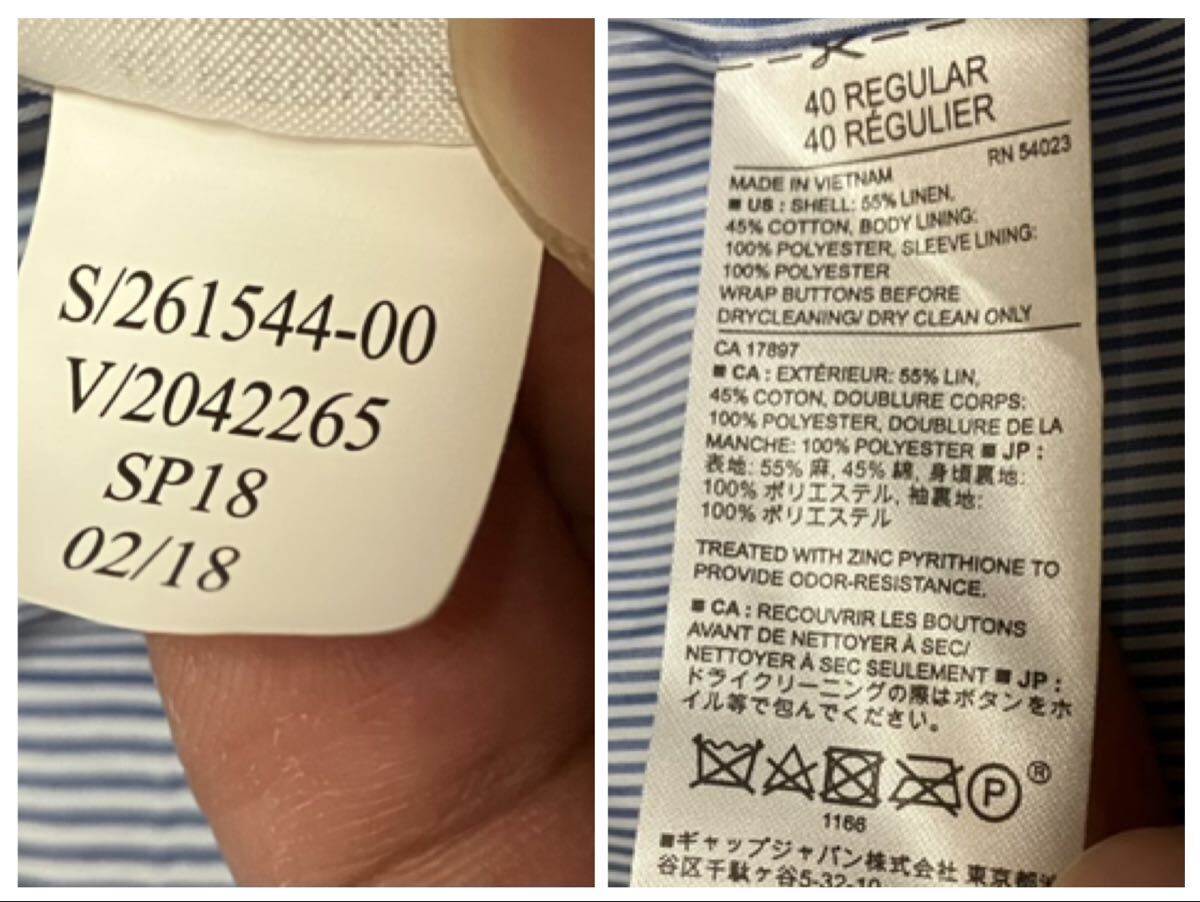 S/261544-00
V/2042265
SP18
02/18
40 REGULAR
40 RÉGULIER
RN 54023
MADE IN VIETNAM
■ US : SHELL: 55% LINEN,
45% COTTON, BODY LINING:
100% POLYESTER, SLEEVE LINING:
100% POLYESTER
WRAP BUTTONS BEFORE
DRYCLEANING/ DRY CLEAN ONLY
CA 17897
■ CA : EXTÉRIEUR: 55% LIN,
45% COTON, DOUBLURE CORPS:
100% POLYESTER, DOUBLURE DE LA
MANCHE: 100% POLYESTER ■ JP :
表地: 55% 麻, 45% 綿, 身頃裏地:
100% ポリエステル, 袖裏地:
100% ポリエステル
TREATED WITH ZINC PYRITHIONE TO
PROVIDE ODOR-RESISTANCE.
■ CA : RECOUVRIR LES BOUTONS
AVANT DE NETTOYER À SEC/
NETTOYER À SEC SEULEMENT ■ JP :
ドライクリーニングの際はボタンをホ
イル等で包んでください。
P ®
1166
■ギャップジャパン株式会社 東京都
谷区千駄ヶ谷5-32-10